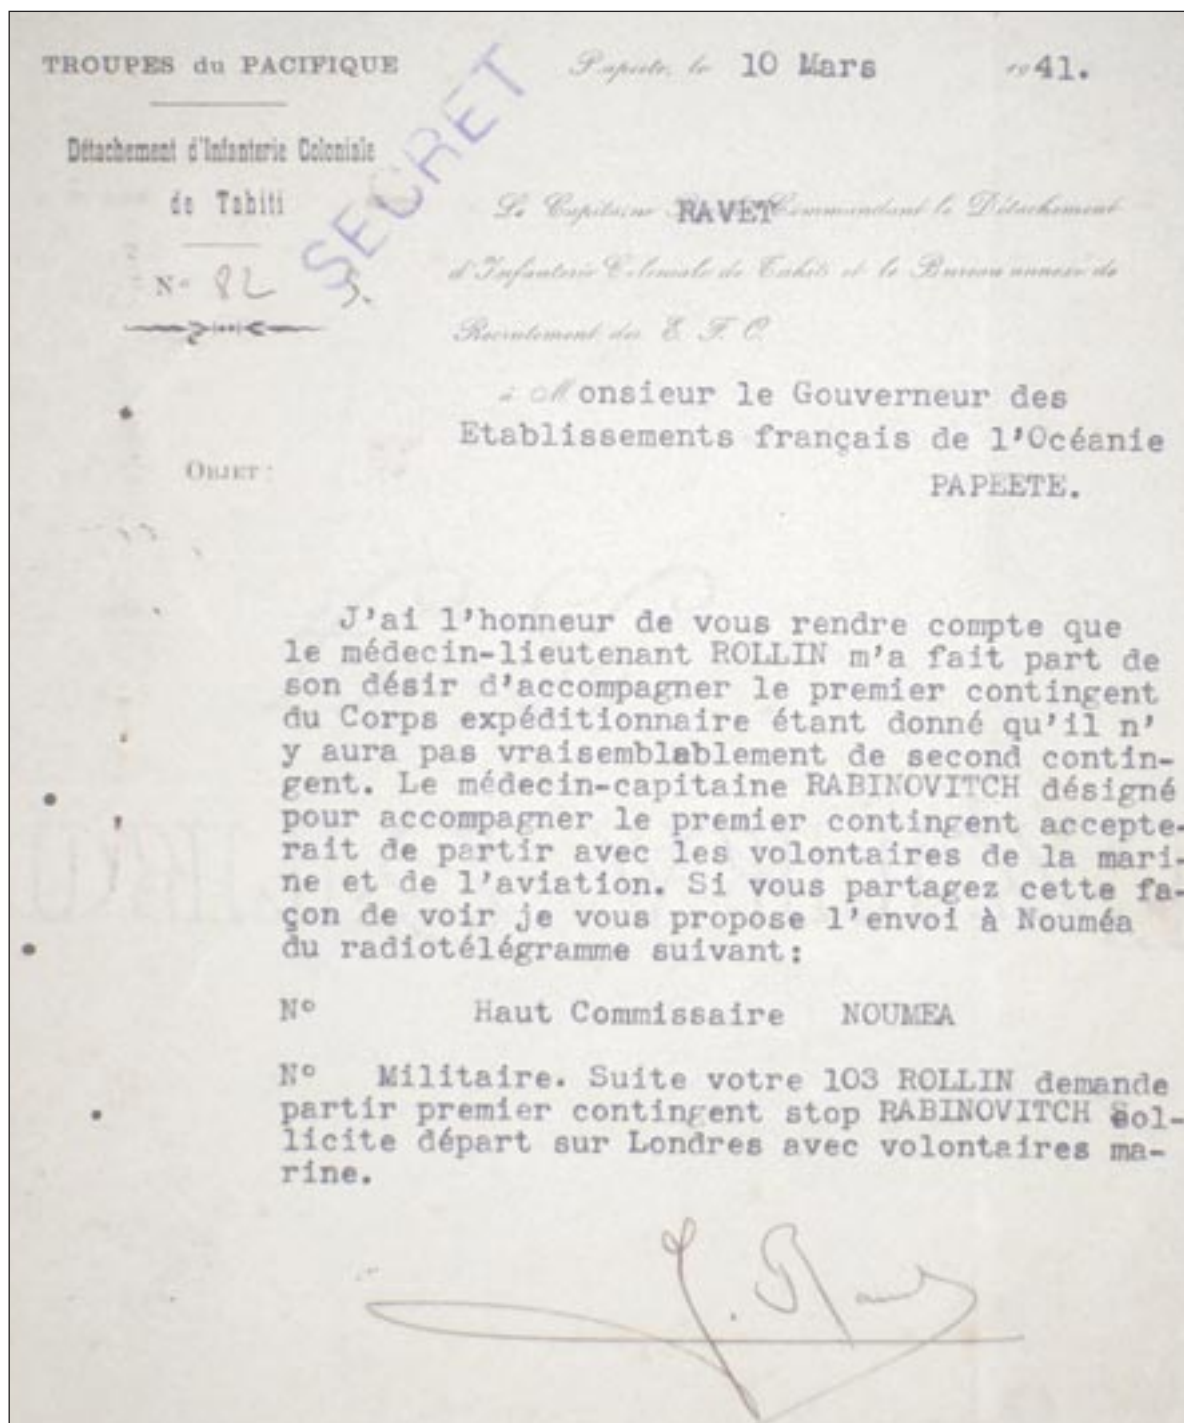 TROUPES du PACIFIQUE
Papeete, le 10 Mars 1941.
SECRET
Détachement d'Infanterie Coloniale
de Tahiti
N° 82 S.
Le Capitaine RAVET Commandant le Détachement
d'Infanterie Coloniale de Tahiti et le Bureau annexe de
Recrutement des E. F. O.
à Monsieur le Gouverneur des
Etablissements français de l'Océanie
PAPEETE.
OBJET :
J'ai l'honneur de vous rendre compte que
le médecin-lieutenant ROLLIN m'a fait part de
son désir d'accompagner le premier contingent
du Corps expéditionnaire étant donné qu'il n'
y aura pas vraisemblablement de second contin-
gent. Le médecin-capitaine RABINOVITCH désigné
pour accompagner le premier contingent accepte-
rait de partir avec les volontaires de la mari-
ne et de l'aviation. Si vous partagez cette fa-
çon de voir je vous propose l'envoi à Nouméa
du radiotélégramme suivant:
N° Haut Commissaire NOUMEA
N° Militaire. Suite votre 103 ROLLIN demande
partir premier contingent stop RABINOVITCH sol-
licite départ sur Londres avec volontaires ma-
rine.